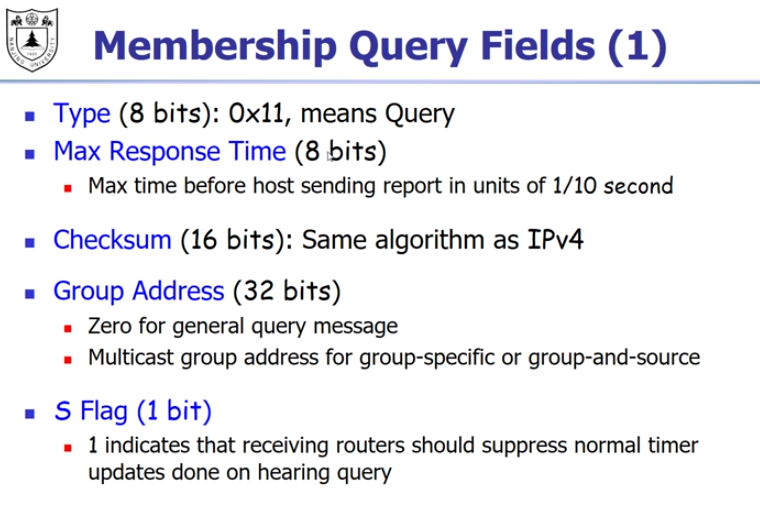 NANJING UNIVERSITY
Membership Query Fields (1)
Type (8 bits): 0x11, means Query
Max Response Time (8 bits)
Max time before host sending report in units of 1/10 second
Checksum (16 bits): Same algorithm as IPv4
Group Address (32 bits)
Zero for general query message
Multicast group address for group-specific or group-and-source
S Flag (1 bit)
1 indicates that receiving routers should suppress normal timer
updates done on hearing query